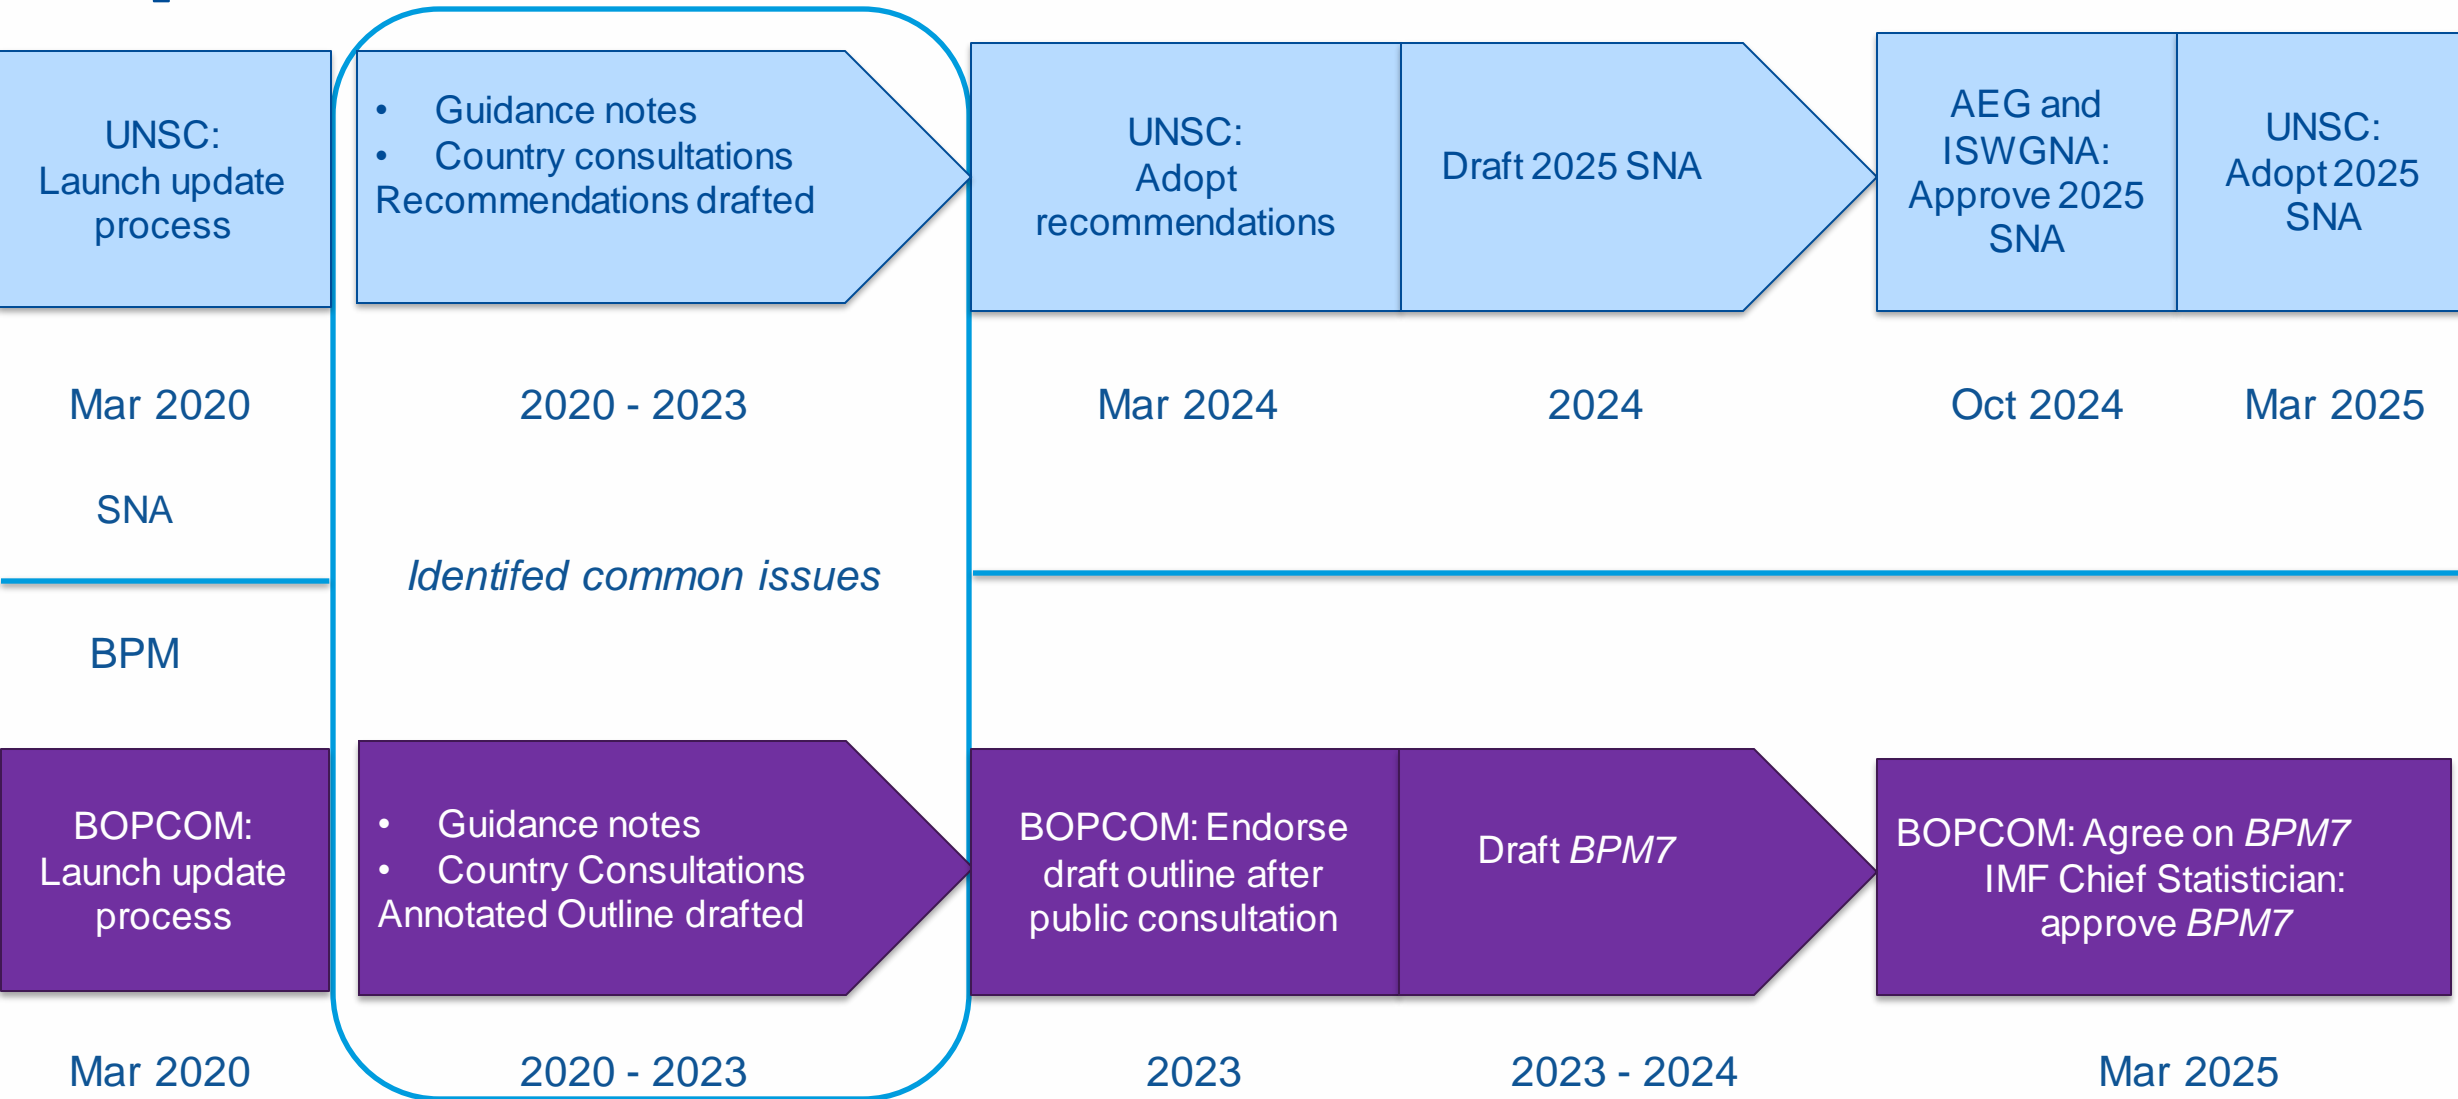 UNSC:
Launch update
process
• Guidance notes
• Country consultations
Recommendations drafted
UNSC:
Adopt
recommendations
Draft 2025 SNA
AEG and
ISWGNA:
Approve 2025
SNA
UNSC:
Adopt 2025
SNA
Mar 2020
2020 - 2023
Mar 2024
2024
Oct 2024
Mar 2025
SNA
Identifed common issues
BPM
BOPCOM:
Launch update
process
• Guidance notes
• Country Consultations
Annotated Outline drafted
BOPCOM: Endorse
draft outline after
public consultation
Draft BPM7
BOPCOM: Agree on BPM7
IMF Chief Statistician:
approve BPM7
Mar 2020
2020 - 2023
2023
2023 - 2024
Mar 2025